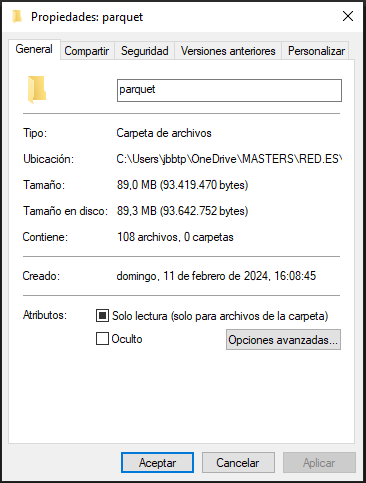 Propiedades: parquet
General Compartir Seguridad Versiones anteriores Personalizar
parquet
Tipo: Carpeta de archivos
Ubicación: C:\Users\jbbtp\OneDrive\MASTERS\RED.ES\
Tamaño: 89,0 MB (93.419.470 bytes)
Tamaño en disco: 89,3 MB (93.642.752 bytes)
Contiene: 108 archivos, 0 carpetas
Creado: domingo, 11 de febrero de 2024, 16:08:45
Atributos: Solo lectura (solo para archivos de la carpeta)
Oculto Opciones avanzadas...
Aceptar Cancelar Aplicar